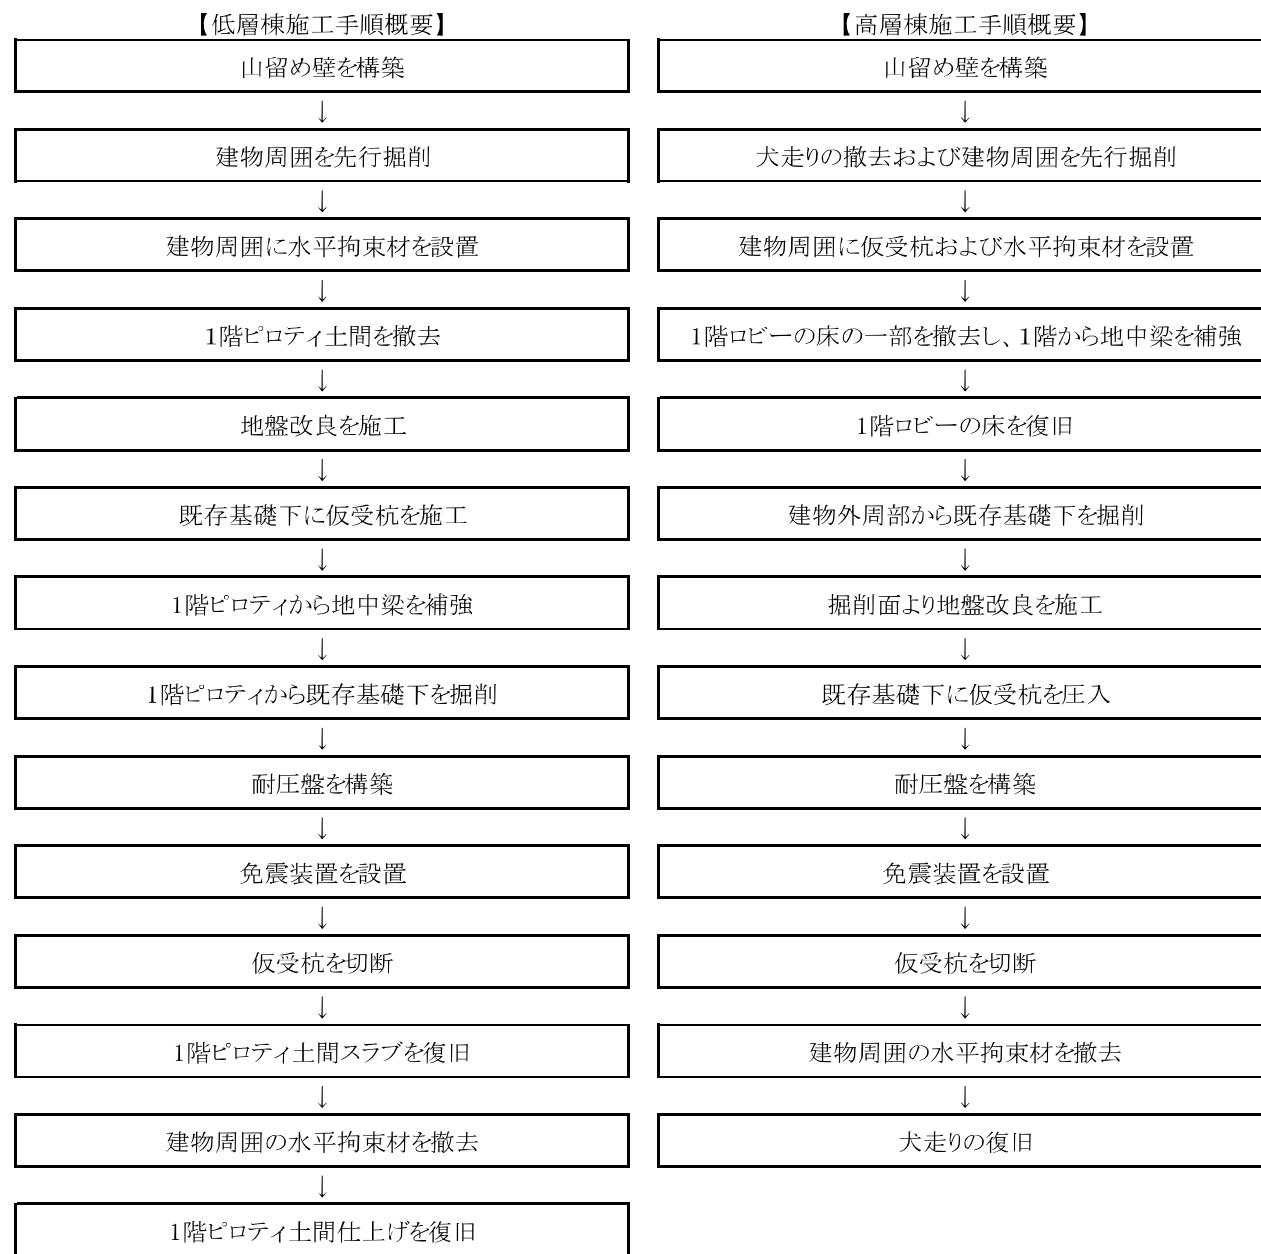 【低層棟施工手順概要】
山留め壁を構築
↓
建物周囲を先行掘削
↓
建物周囲に水平拘束材を設置
↓
1階ピロティ土間を撤去
↓
地盤改良を施工
↓
既存基礎下に仮受杭を施工
↓
1階ピロティから地中梁を補強
↓
1階ピロティから既存基礎下を掘削
↓
耐圧盤を構築
↓
免震装置を設置
↓
仮受杭を切断
↓
1階ピロティ土間スラブを復旧
↓
建物周囲の水平拘束材を撤去
↓
1階ピロティ土間仕上げを復旧
【高層棟施工手順概要】
山留め壁を構築
↓
犬走りの撤去および建物周囲を先行掘削
↓
建物周囲に仮受杭および水平拘束材を設置
↓
1階ロビーの床の一部を撤去し、1階から地中梁を補強
↓
1階ロビーの床を復旧
↓
建物外周部から既存基礎下を掘削
↓
掘削面より地盤改良を施工
↓
既存基礎下に仮受杭を圧入
↓
耐圧盤を構築
↓
免震装置を設置
↓
仮受杭を切断
↓
建物周囲の水平拘束材を撤去
↓
犬走りの復旧